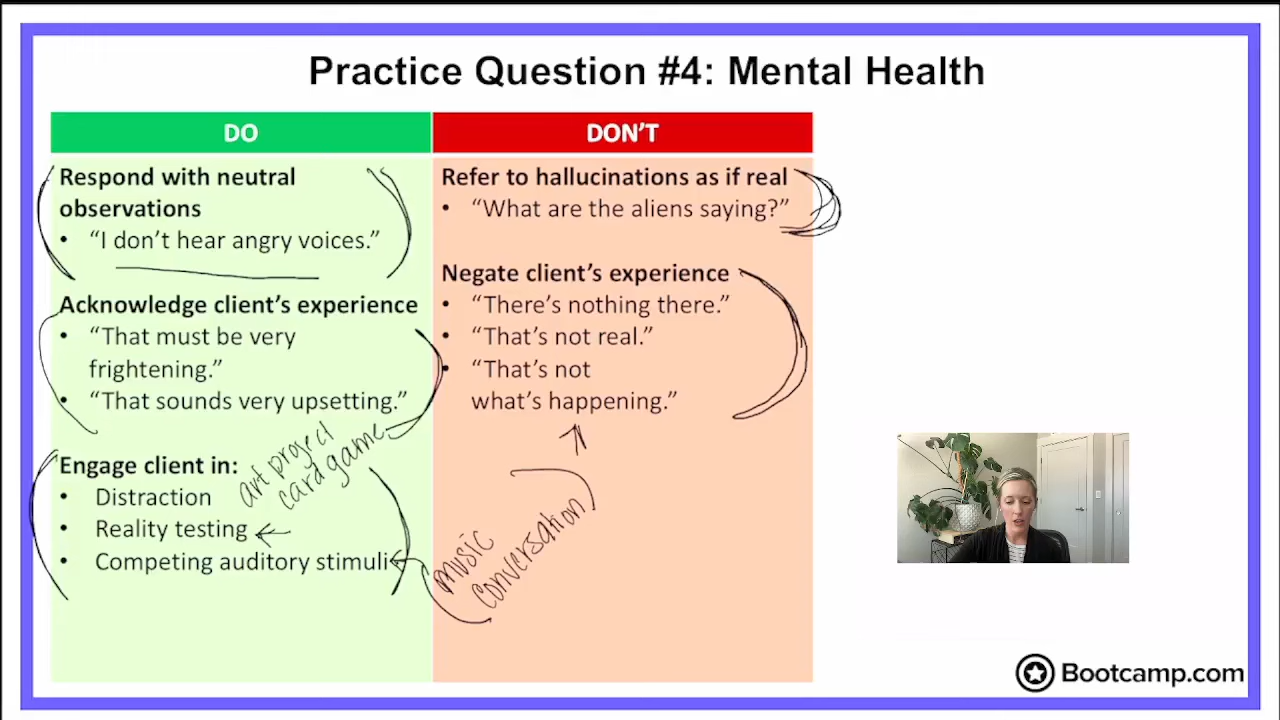 Practice Question #4: Mental Health
DO
Respond with neutral
observations
• “I don’t hear angry voices.”
Acknowledge client’s experience
• “That must be very
frightening.”
• “That sounds very upsetting.”
art project
card game
Engage client in:
• Distraction
• Reality testing
• Competing auditory stimuli
DON’T
Refer to hallucinations as if real
• “What are the aliens saying?”
Negate client’s experience
• “There’s nothing there.”
• “That’s not real.”
• “That’s not
what’s happening.”
music
conversation
Bootcamp.com